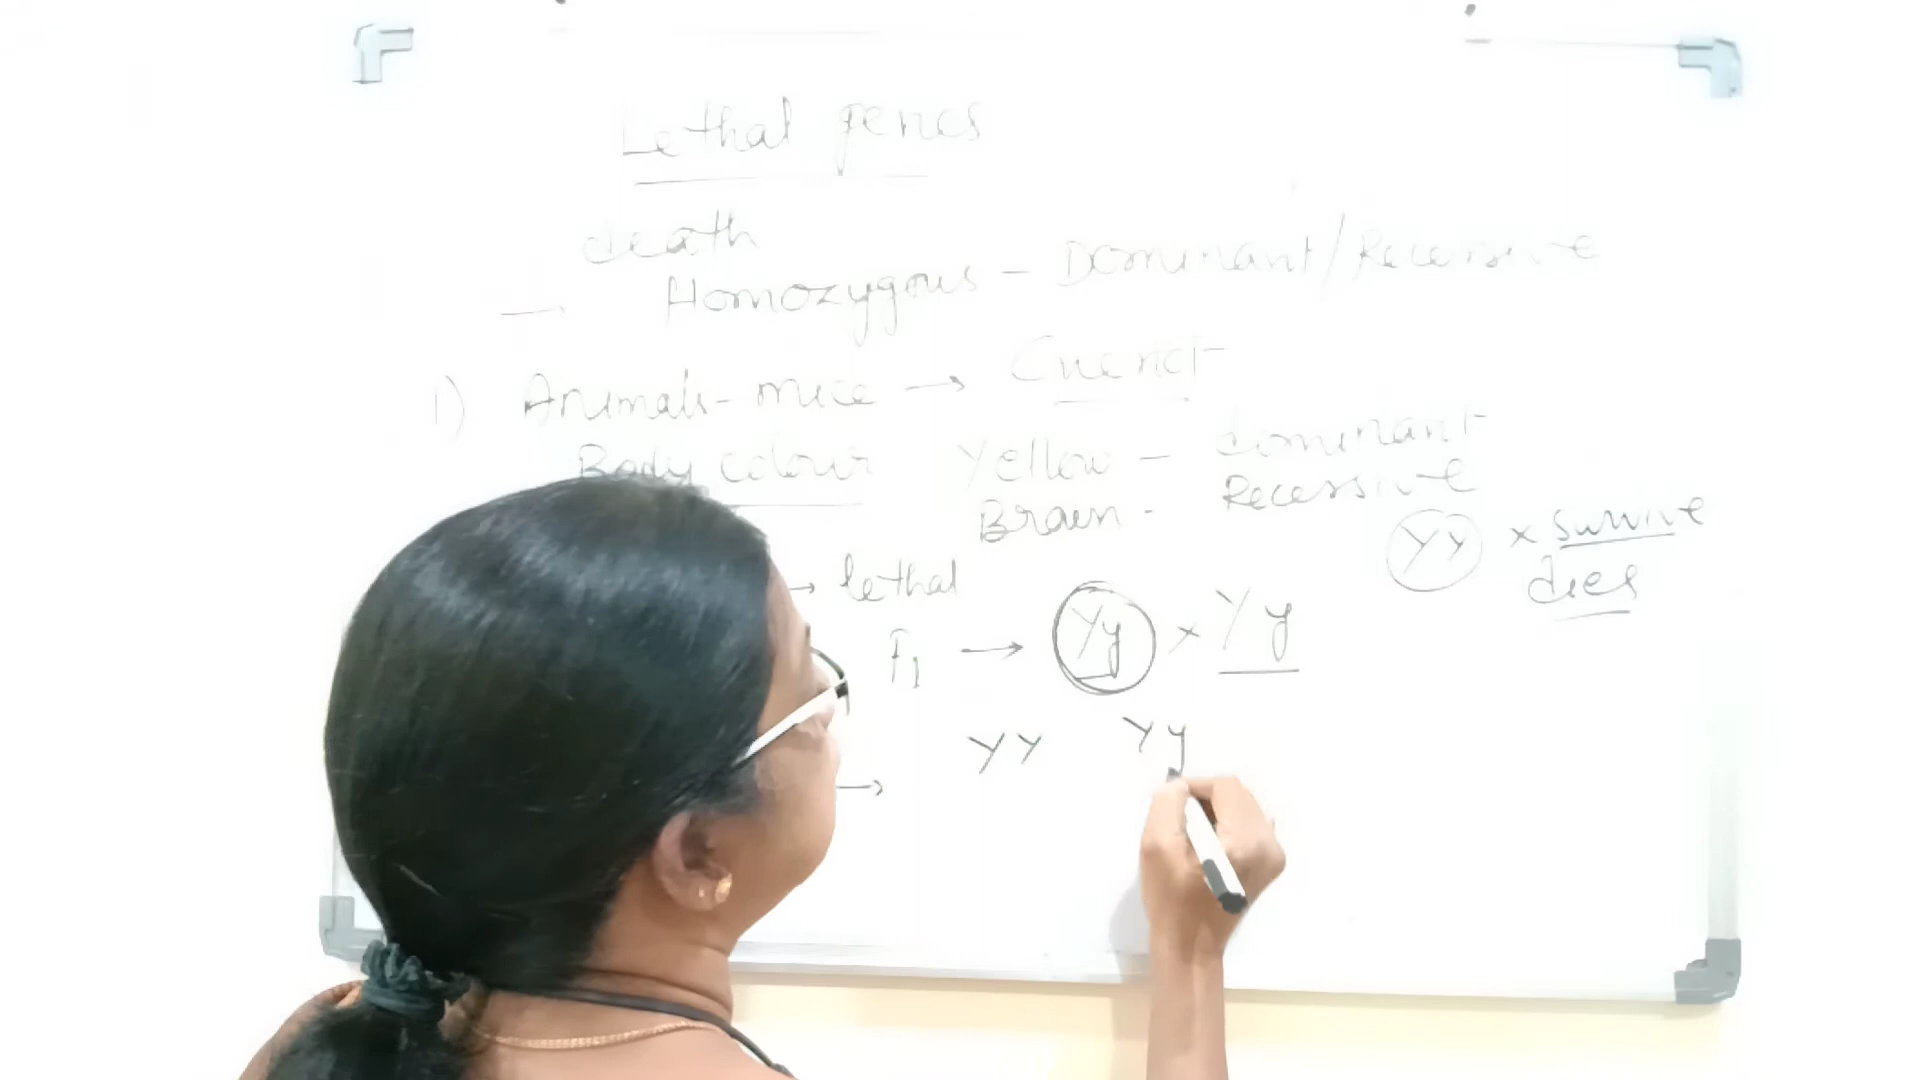 Lethal genes
death
→ Homozygous - Dominant/Recessive
1) Animals - mice → Cuenot
Body colour Yellow - dominant
Brown - Recessive
→ lethal
YY × survive
dies
F1 → Yy × Yy
→ YY Yy